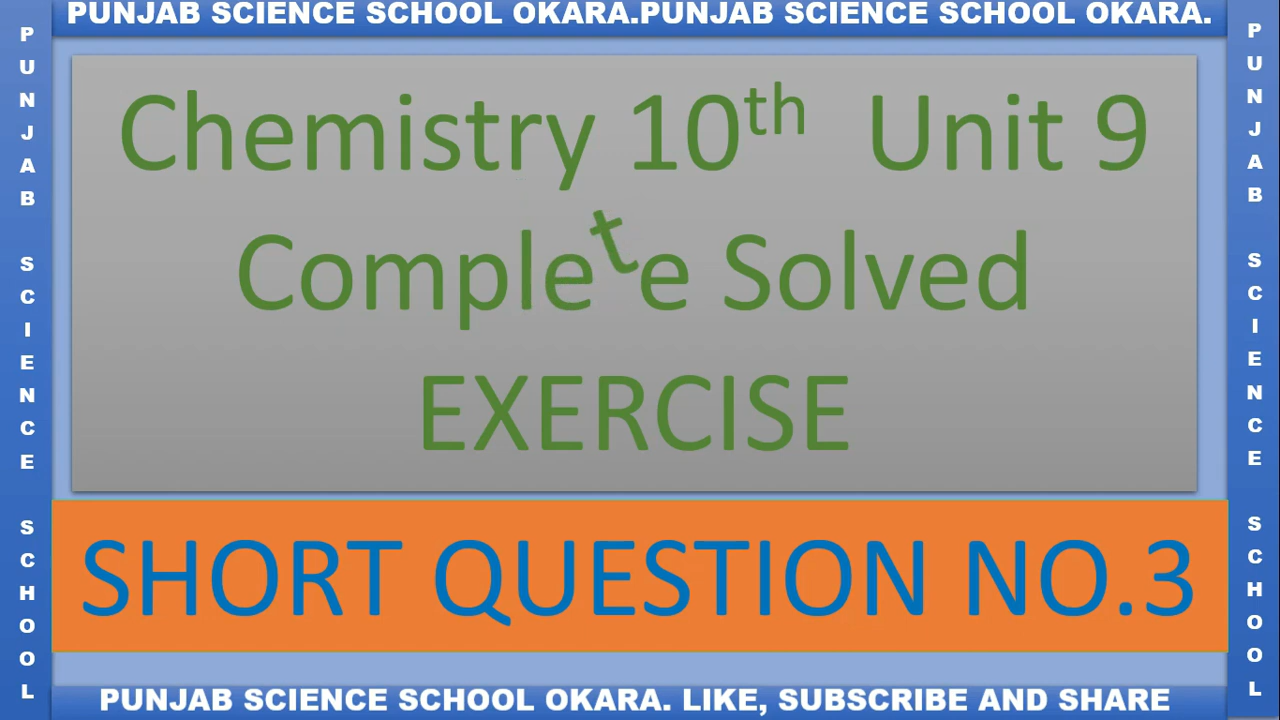 PUNJAB SCIENCE SCHOOL OKARA.PUNJAB SCIENCE SCHOOL OKARA.
PUNJAB SCIENCE SCHOOL
Chemistry 10th Unit 9
Complete Solved
EXERCISE
SHORT QUESTION NO.3
PUNJAB SCIENCE SCHOOL
PUNJAB SCIENCE SCHOOL OKARA. LIKE, SUBSCRIBE AND SHARE